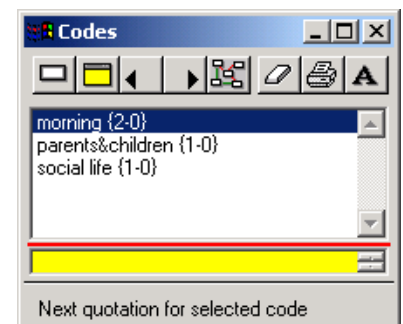 Codes
A
morning {2-0}
parents&children {1-0}
social life {1-0}
Next quotation for selected code